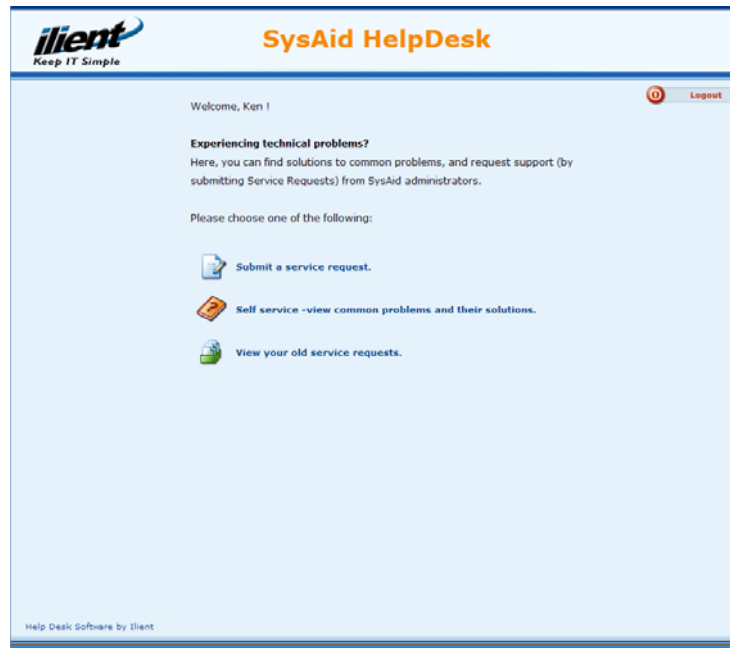 ilient
Keep IT Simple
SysAid HelpDesk
Logout
Welcome, Ken !
Experiencing technical problems?
Here, you can find solutions to common problems, and request support (by
submitting Service Requests) from SysAid administrators.
Please choose one of the following:
Submit a service request.
Self service -view common problems and their solutions.
View your old service requests.
Help Desk Software by Ilient